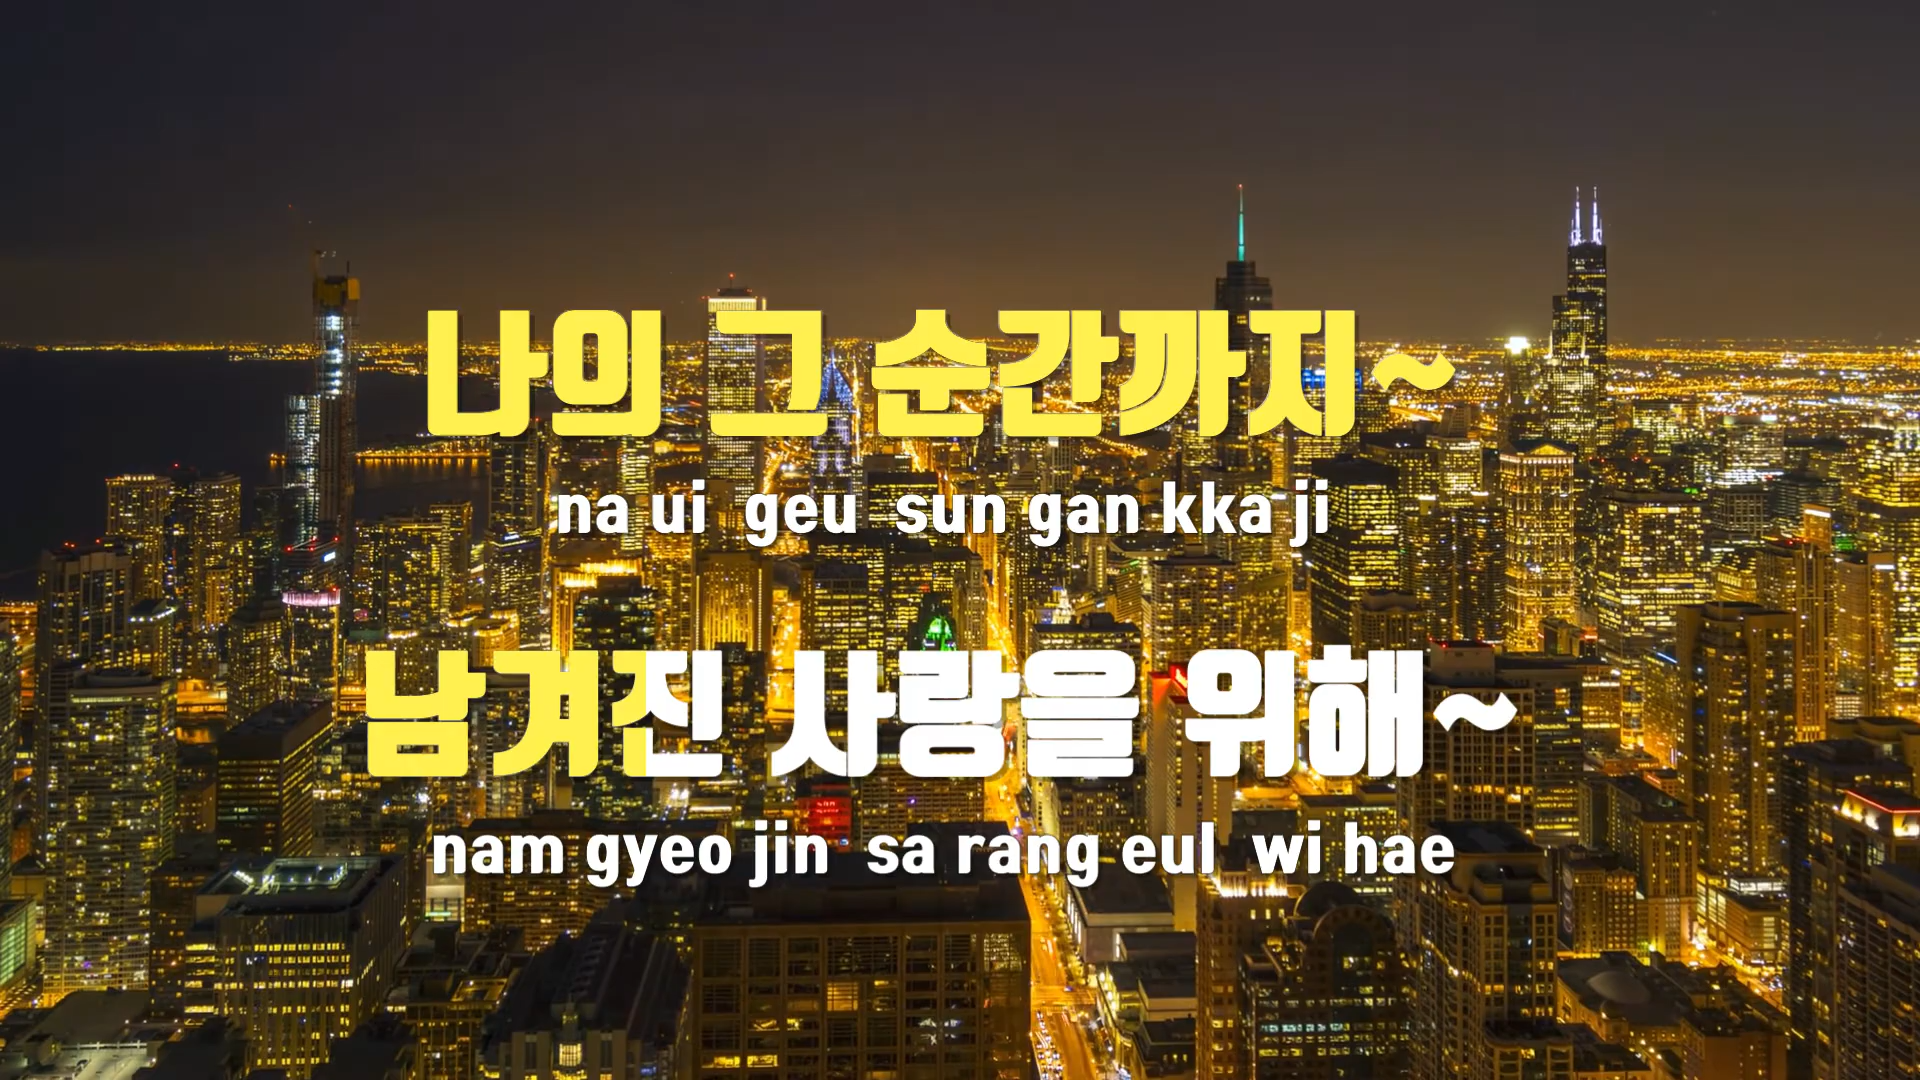 나의 그 순간까지~
na ui geu sun gan kka ji
남겨진 사랑을 위해~
nam gyeo jin sa rang eul wi hae